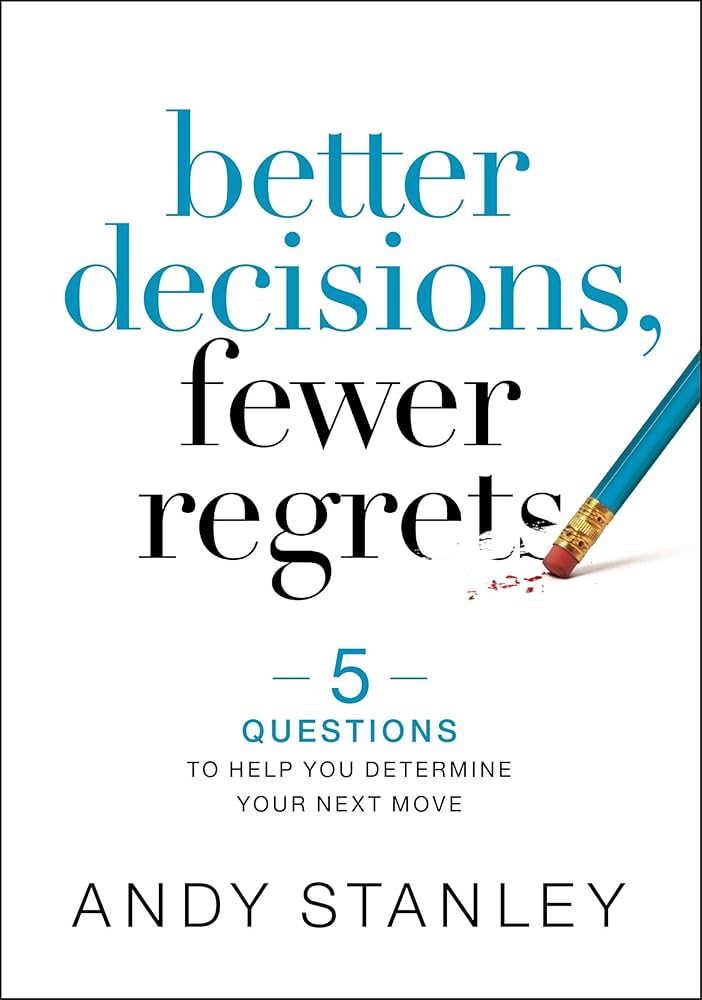 better
decisions,
fewer
regrets
— 5 —
QUESTIONS
TO HELP YOU DETERMINE
YOUR NEXT MOVE
ANDY STANLEY